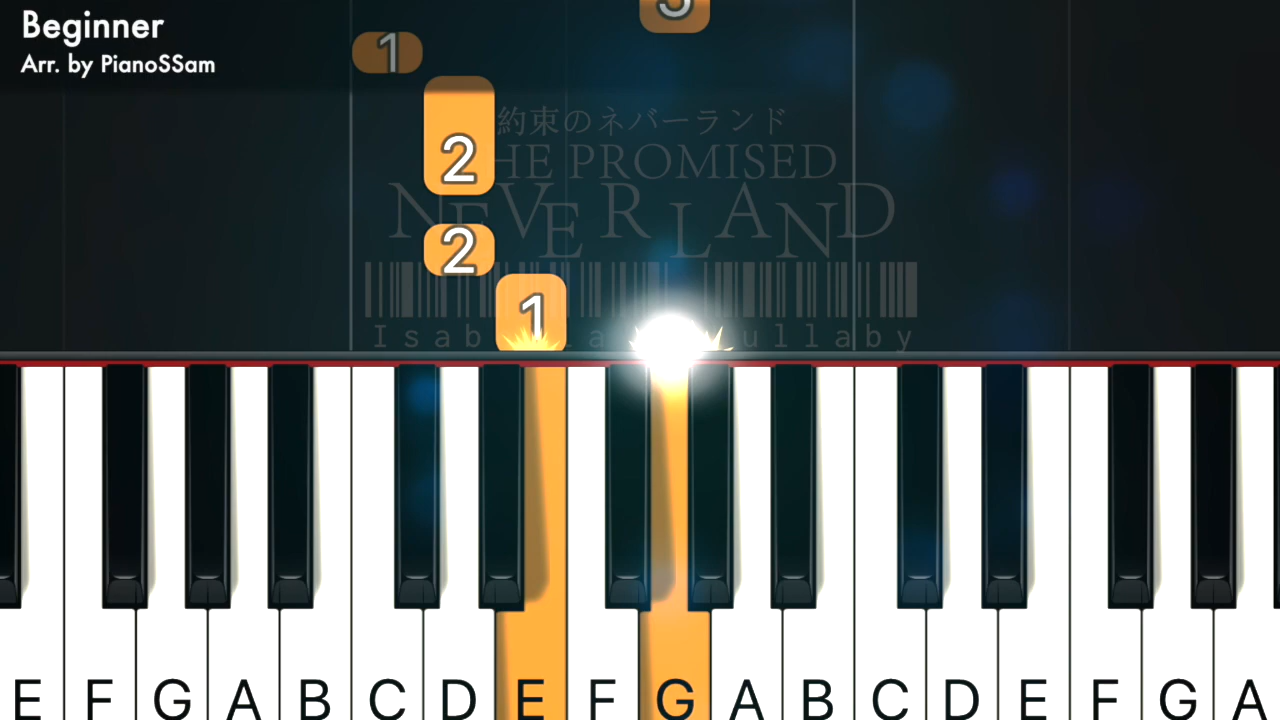 Beginner
Arr. by PianoSSam
5
1
約束のネバーランド
2
HE PROMISED
NEVERLAND
2
1
E F G A B C D E F G A B C D E F G A